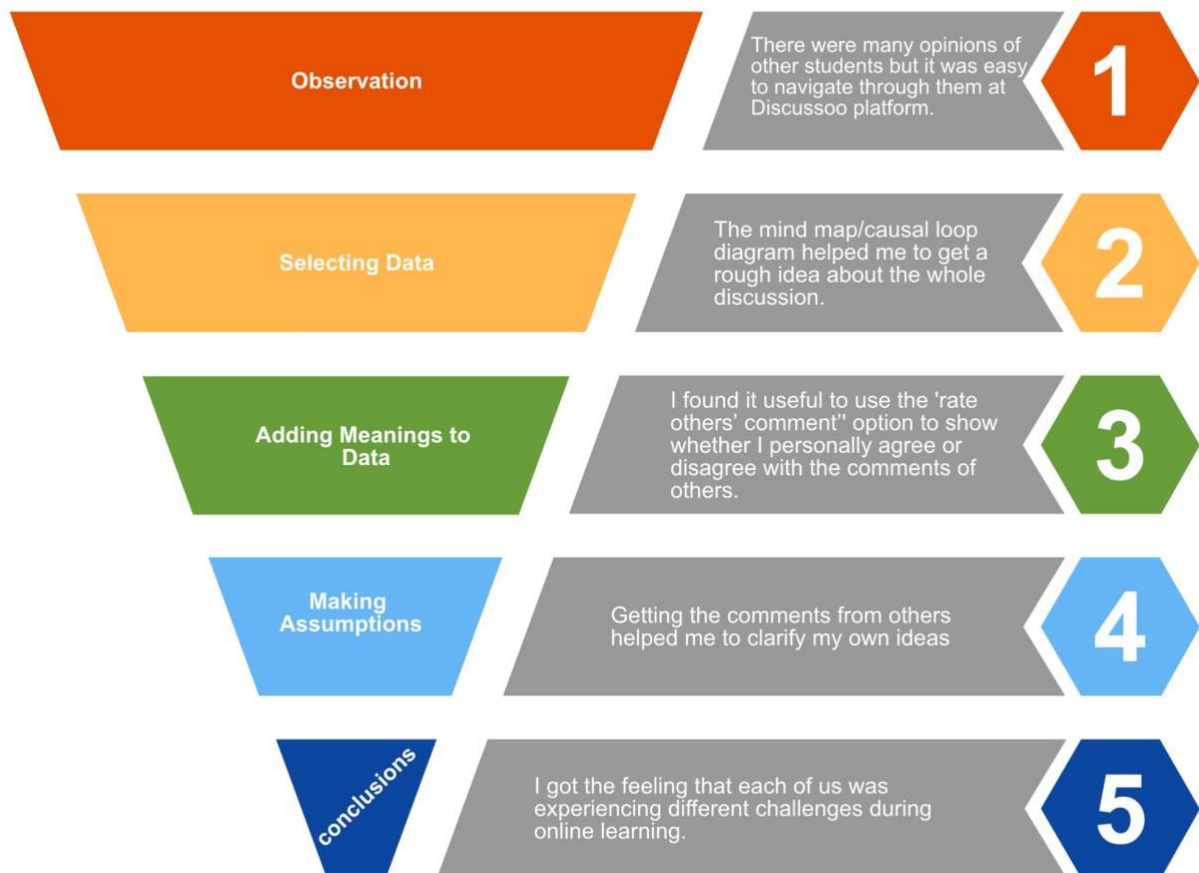 Observation
There were many opinions of
other students but it was easy
to navigate through them at
Discussoo platform.
1
Selecting Data
The mind map/causal loop
diagram helped me to get a
rough idea about the whole
discussion.
2
Adding Meanings to
Data
I found it useful to use the 'rate
others’ comment'' option to show
whether I personally agree or
disagree with the comments of
others.
3
Making
Assumptions
Getting the comments from others
helped me to clarify my own ideas
4
conclusions
I got the feeling that each of us was
experiencing different challenges during
online learning.
5